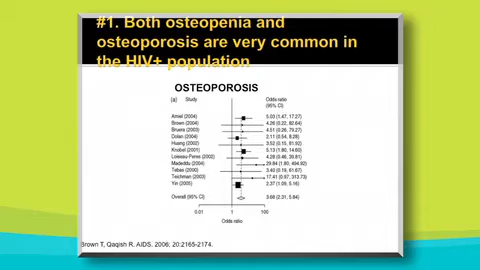 #1. Both osteopenia and
osteoporosis are very common in
the HIV+ population
OSTEOPOROSIS
(a) Study Odds ratio
(95% CI)
Amiel (2004) 5.03 (1.47, 17.27)
Brown (2004) 4.26 (0.22, 82.64)
Bruera (2003) 4.51 (0.26, 79.27)
Dolan (2004) 2.11 (0.54, 8.28)
Huang (2002) 3.52 (0.15, 81.92)
Knobel (2001) 5.13 (1.80, 14.60)
Loiseau-Peres (2002) 4.28 (0.46, 39.81)
Madeddu (2004) 29.84 (1.80, 494.92)
Tebas (2000) 3.40 (0.19, 61.67)
Teichman (2003) 17.41 (0.97, 313.73)
Yin (2005) 2.37 (1.09, 5.16)
Overall (95% CI) 3.68 (2.31, 5.84)
0.01 1 100
Odds ratio
Brown T, Qaqish R. AIDS. 2006; 20:2165-2174.